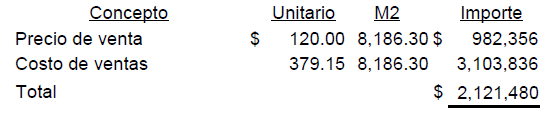 Concepto Unitario M2 Importe
Precio de venta $ 120.00 8,186.30 $ 982,356
Costo de ventas 379.15 8,186.30 3,103,836
Total $ 2,121,480